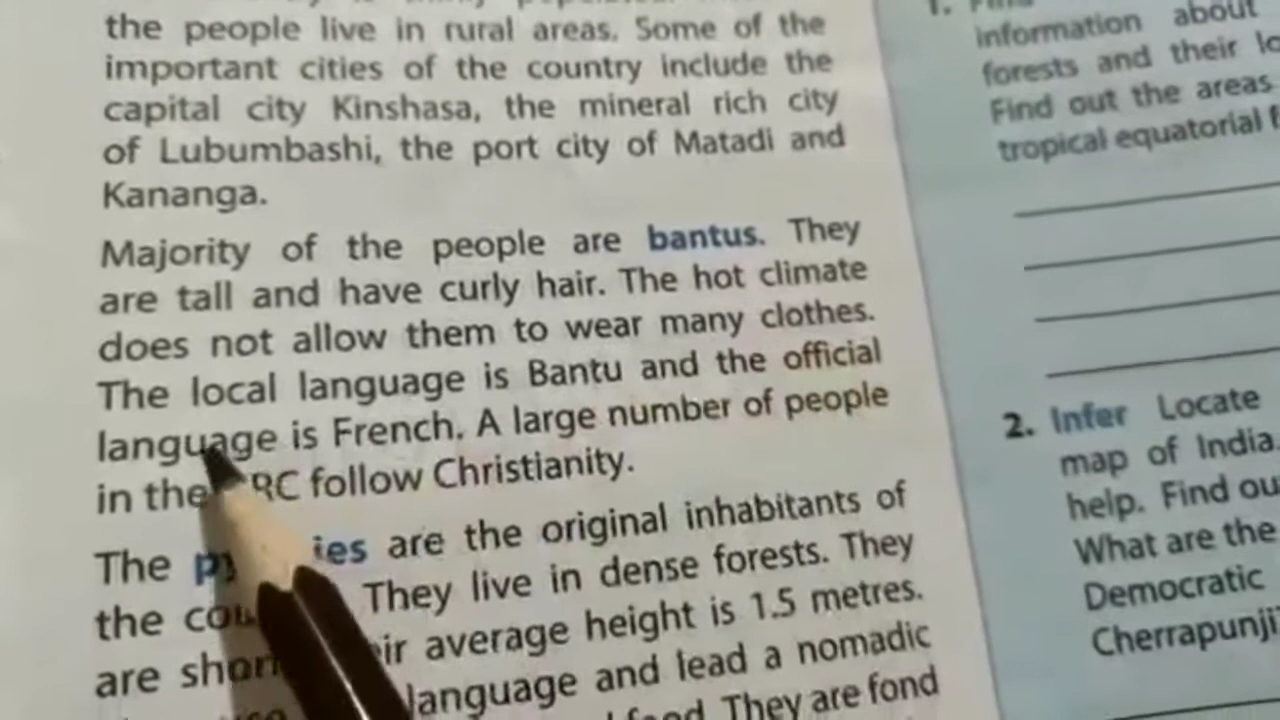 the people live in rural areas. Some of the
important cities of the country include the
capital city Kinshasa, the mineral rich city
of Lubumbashi, the port city of Matadi and
Kananga.
Majority of the people are bantus. They
are tall and have curly hair. The hot climate
does not allow them to wear many clothes.
The local language is Bantu and the official
language is French. A large number of people
in the RC follow Christianity.
The ies are the original inhabitants of
the They live in dense forests. They
are average height is 1.5 metres.
language and lead a nomadic
They are fond
1.
information about
forests and their
Find out the areas
tropical equatorial
2. Infer Locate
map of India.
help. Find
What are the
Democratic
Cherrapunji